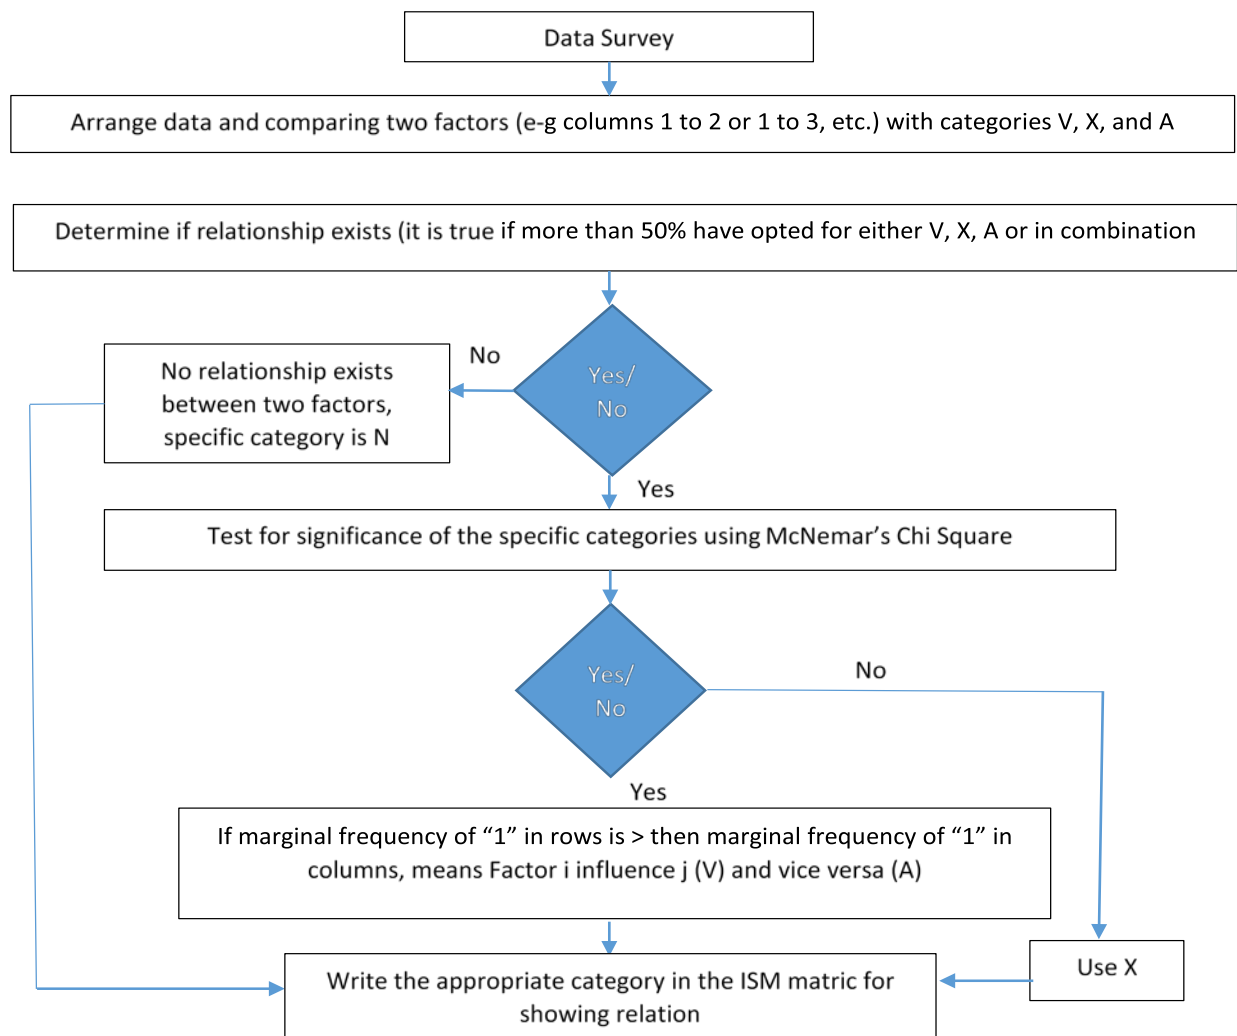 Data Survey
Arrange data and comparing two factors (e-g columns 1 to 2 or 1 to 3, etc.) with categories V, X, and A
Determine if relationship exists (it is true if more than 50% have opted for either V, X, A or in combination
Yes/
No
No
No relationship exists
between two factors,
specific category is N
Yes
Test for significance of the specific categories using McNemar’s Chi Square
Yes/
No
No
Yes
If marginal frequency of “1” in rows is > then marginal frequency of “1” in
columns, means Factor i influence j (V) and vice versa (A)
Use X
Write the appropriate category in the ISM matric for
showing relation